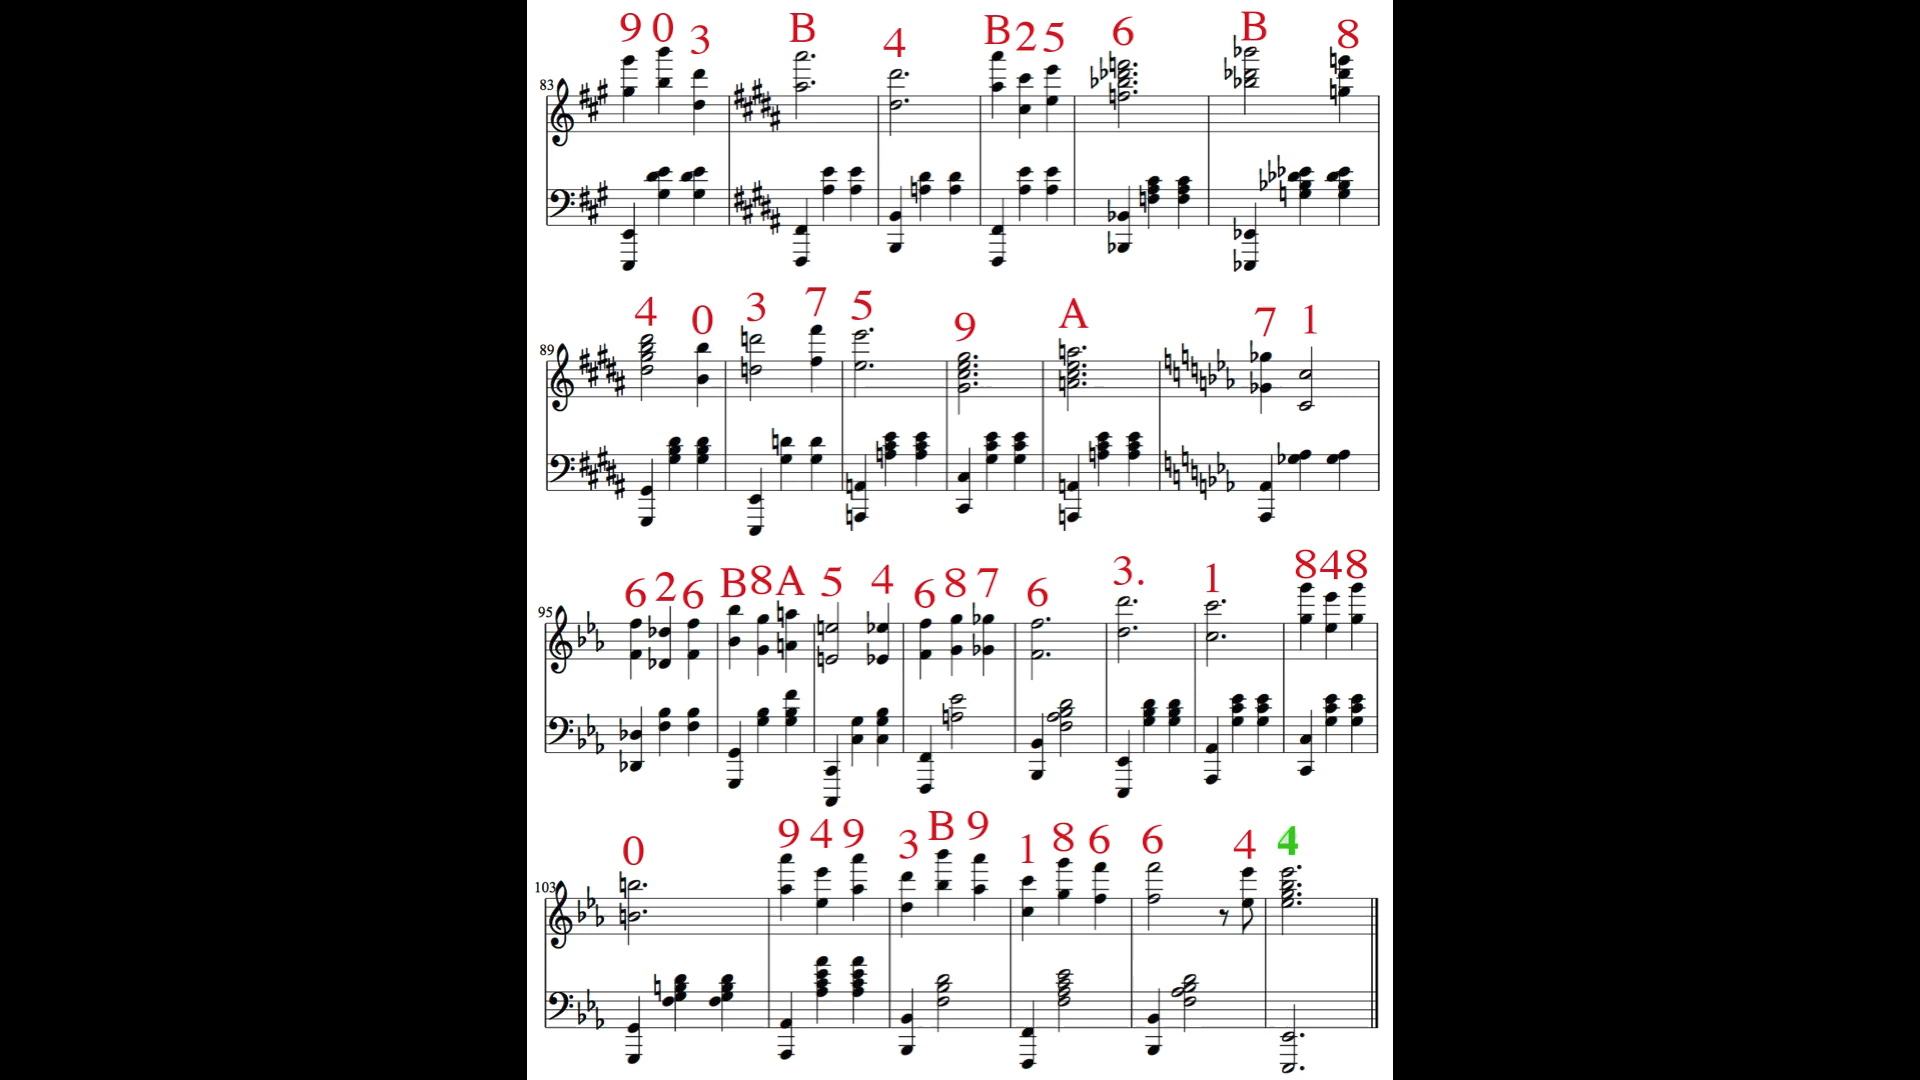 9 0 3 B 4 B 2 5 6 B 8
83
4 0 3 7 5 9 A 7 1
89
6 2 6 B 8 A 5 4 6 8 7 6 3. 1 8 4 8
95
0 9 4 9 3 B 9 1 8 6 6 4 4
103